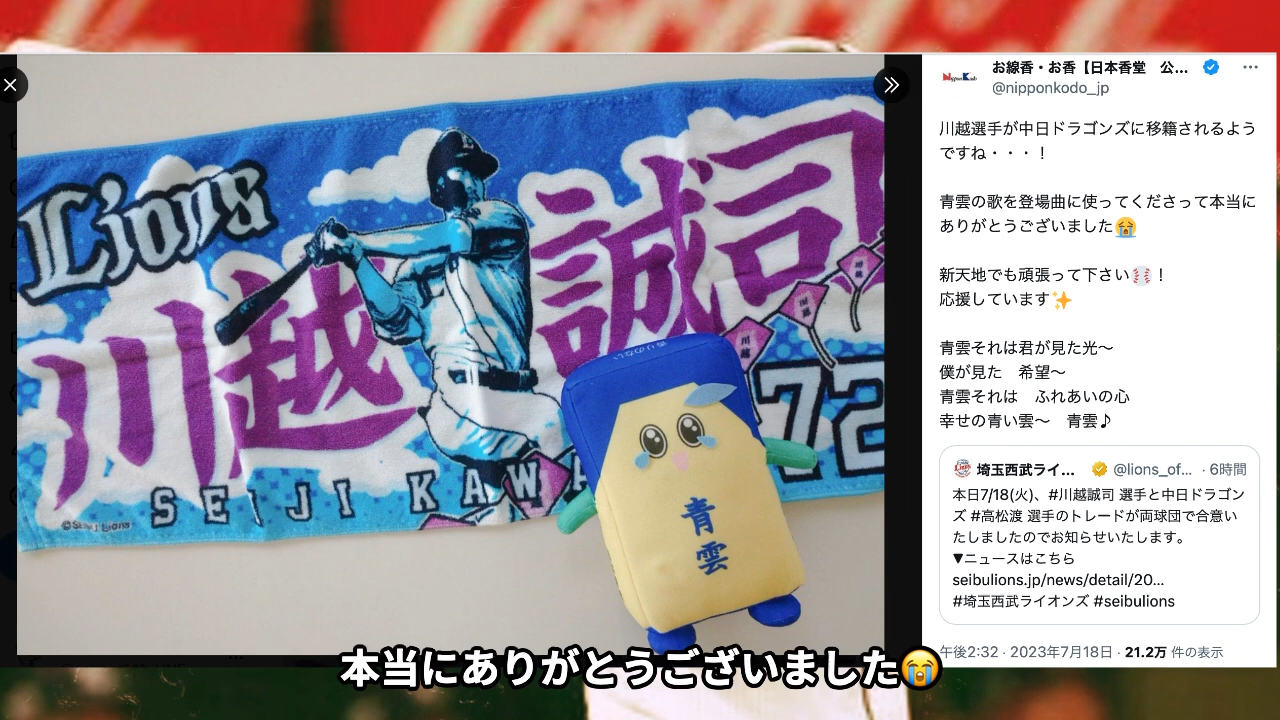 お線香・お香【日本香堂　公...
@nipponkodo_jp
川越選手が中日ドラゴンズに移籍されるよう
ですね・・・！
青雲の歌を登場曲に使ってくださって本当に
ありがとうございました😭
新天地でも頑張って下さい⚾！
応援しています✨
青雲それは君が見た光〜
僕が見た　希望〜
青雲それは　ふれあいの心
幸せの青い雲〜　青雲♪
埼玉西武ライ... @lions_of... · 6時間
本日7/18(火)、#川越誠司 選手と中日ドラゴン
ズ #高松渡 選手のトレードが両球団で合意い
たしましたのでお知らせいたします。
▼ニュースはこちら
seibulions.jp/news/detail/20...
#埼玉西武ライオンズ #seibulions
午後2:32 · 2023年7月18日 · 21.2万 件の表示
Lions
川越誠司
72
SEIJI KAWA
©SEIBU Lions
川越
青雲
本当にありがとうございました😭